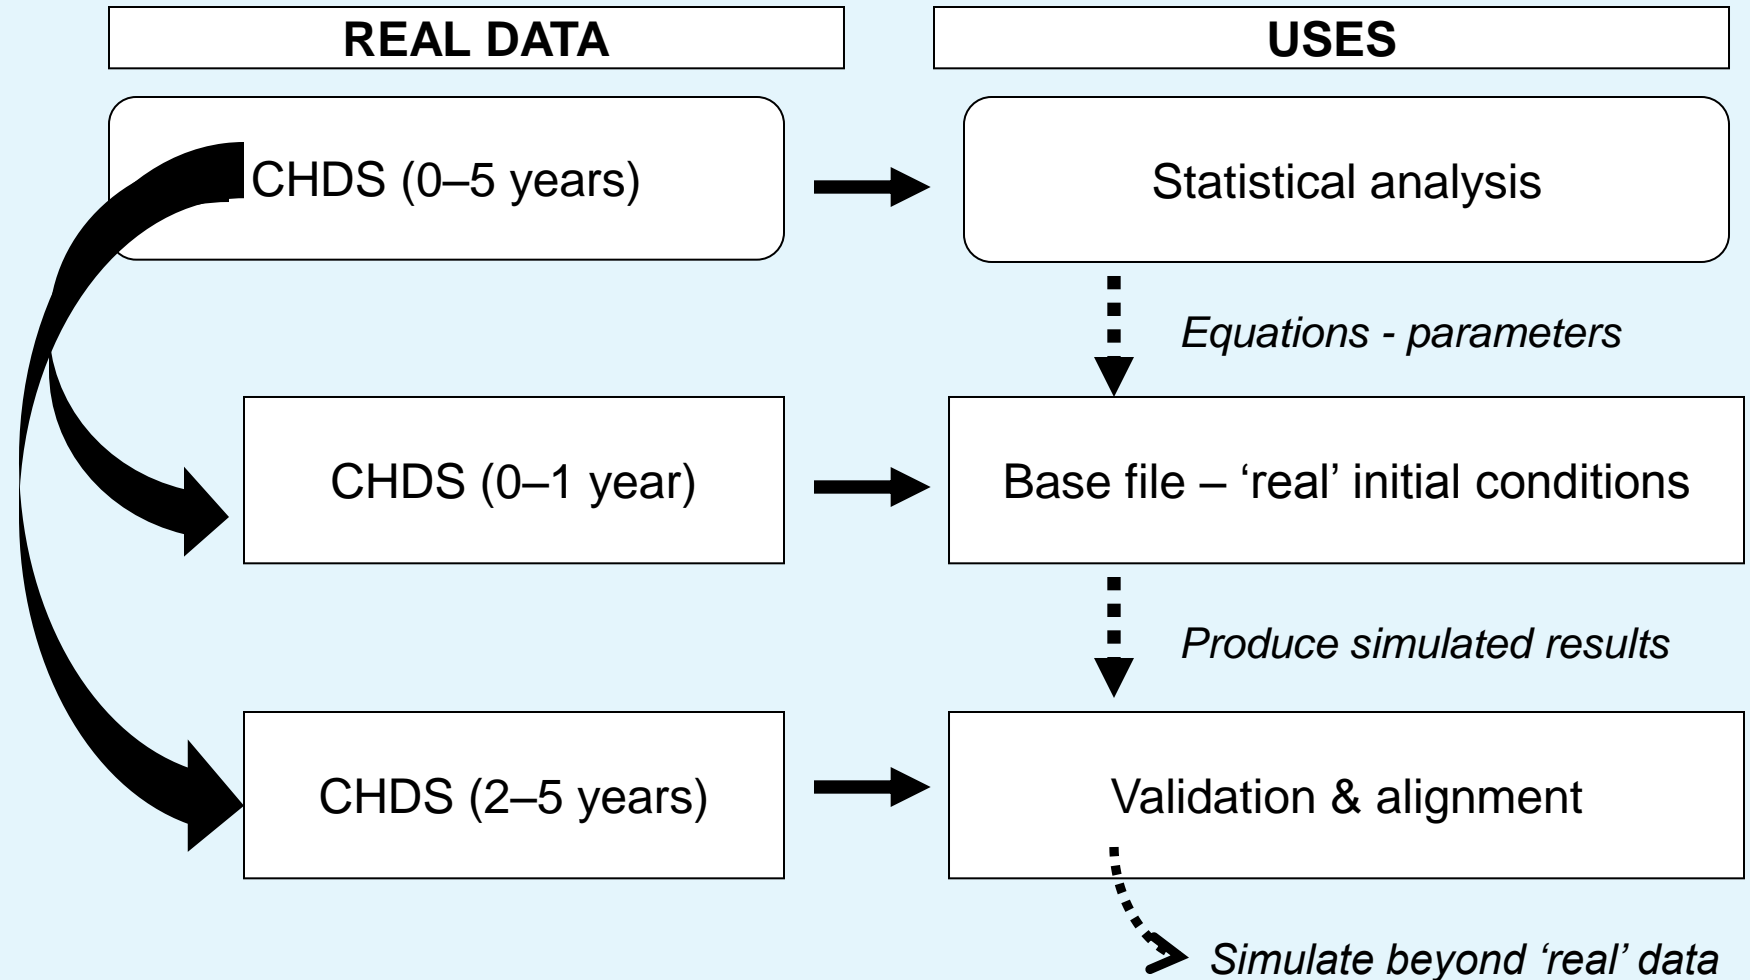 REAL DATA
USES
CHDS (0–5 years)
Statistical analysis
Equations - parameters
CHDS (0–1 year)
Base file – ‘real’ initial conditions
Produce simulated results
CHDS (2–5 years)
Validation & alignment
Simulate beyond ‘real’ data